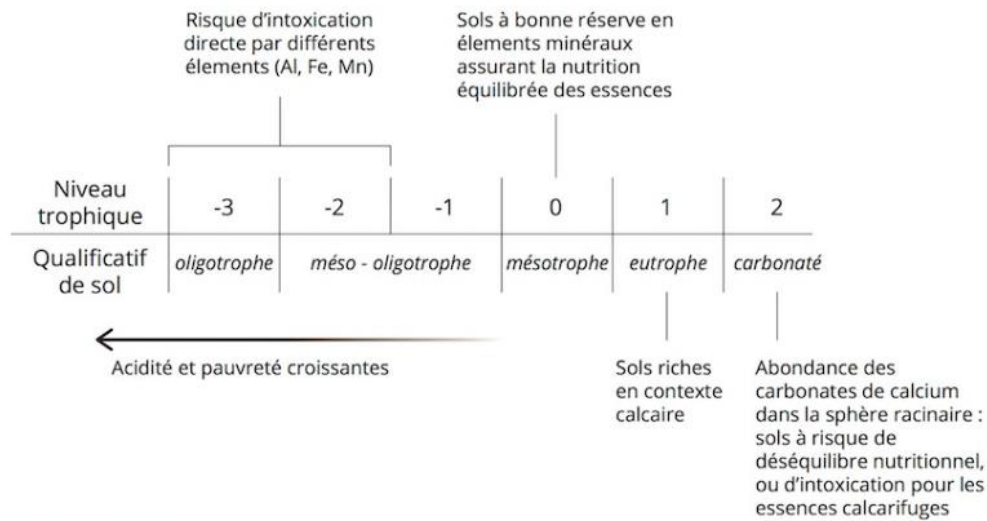 Risque d'intoxication
directe par différents
élements (Al, Fe, Mn)
Sols à bonne réserve en
élements minéraux
assurant la nutrition
équilibrée des essences
Niveau
trophique
-3
-2
-1
0
1
2
Qualificatif
de sol
oligotrophe
méso - oligotrophe
mésotrophe
eutrophe
carbonaté
Acidité et pauvreté croissantes
Sols riches
en contexte
calcaire
Abondance des
carbonates de calcium
dans la sphère racinaire :
sols à risque de
déséquilibre nutritionnel,
ou d'intoxication pour les
essences calcarifuges